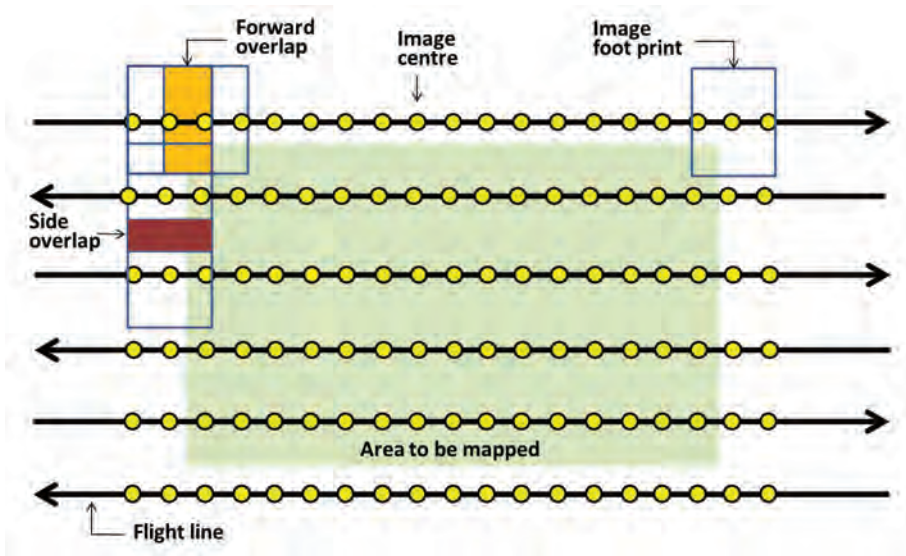 Forward
overlap
Image
centre
Image
foot print
Side
overlap
Area to be mapped
Flight line